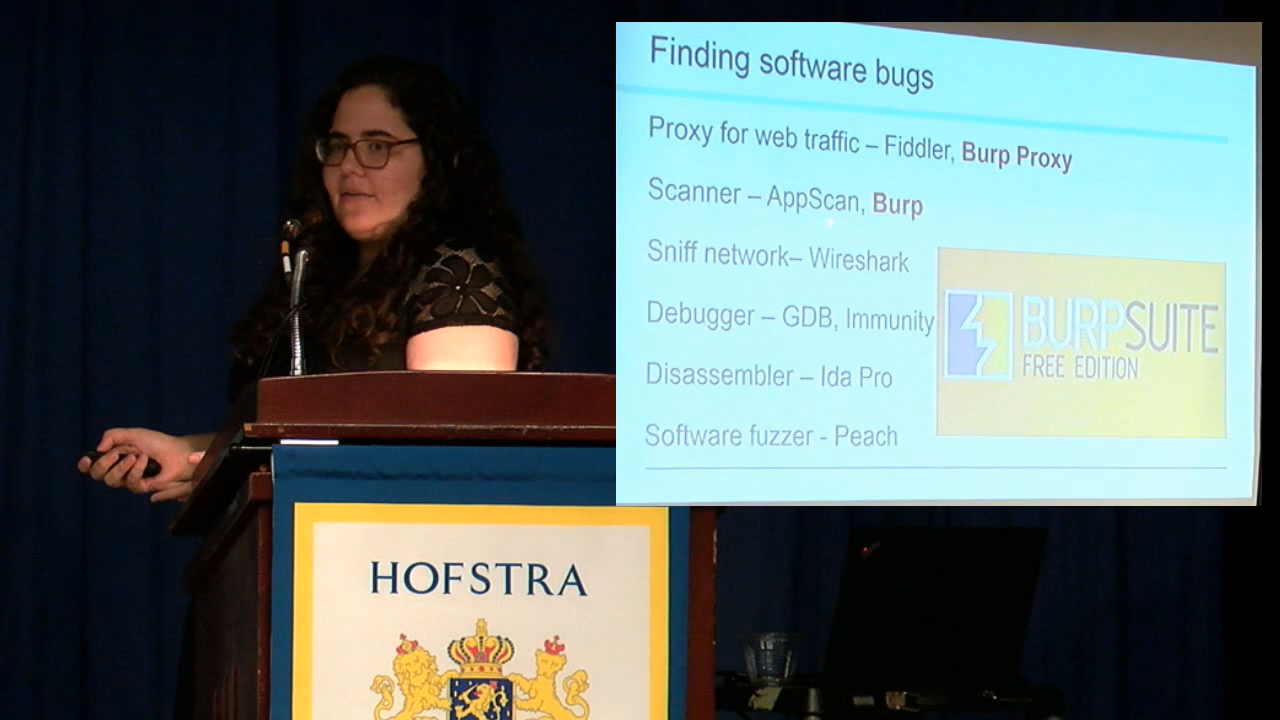 Finding software bugs
Proxy for web traffic – Fiddler, Burp Proxy
Scanner – AppScan, Burp
Sniff network– Wireshark
Debugger – GDB, Immunity
Disassembler – Ida Pro
Software fuzzer - Peach
BURPSUITE
FREE EDITION
HOFSTRA